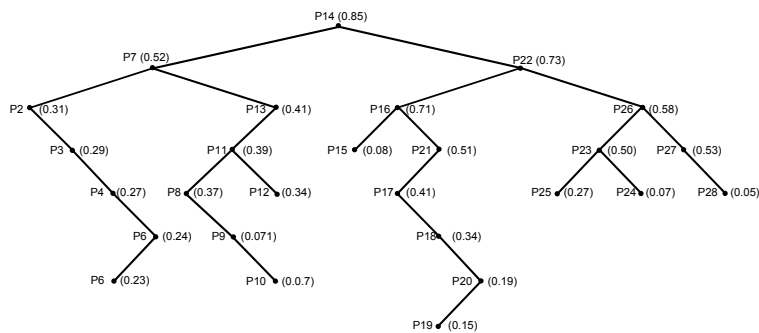 P14 (0.85)
P7 (0.52)
P22 (0.73)
P2 (0.31)
P13 (0.41)
P16 (0.71)
P26 (0.58)
P3 (0.29)
P11 (0.39)
P15 (0.08)
P21 (0.51)
P23 (0.50)
P27 (0.53)
P4 (0.27)
P8 (0.37)
P12 (0.34)
P17 (0.41)
P25 (0.27)
P24 (0.07)
P28 (0.05)
P6 (0.24)
P9 (0.071)
P18 (0.34)
P6 (0.23)
P10 (0.0.7)
P20 (0.19)
P19 (0.15)